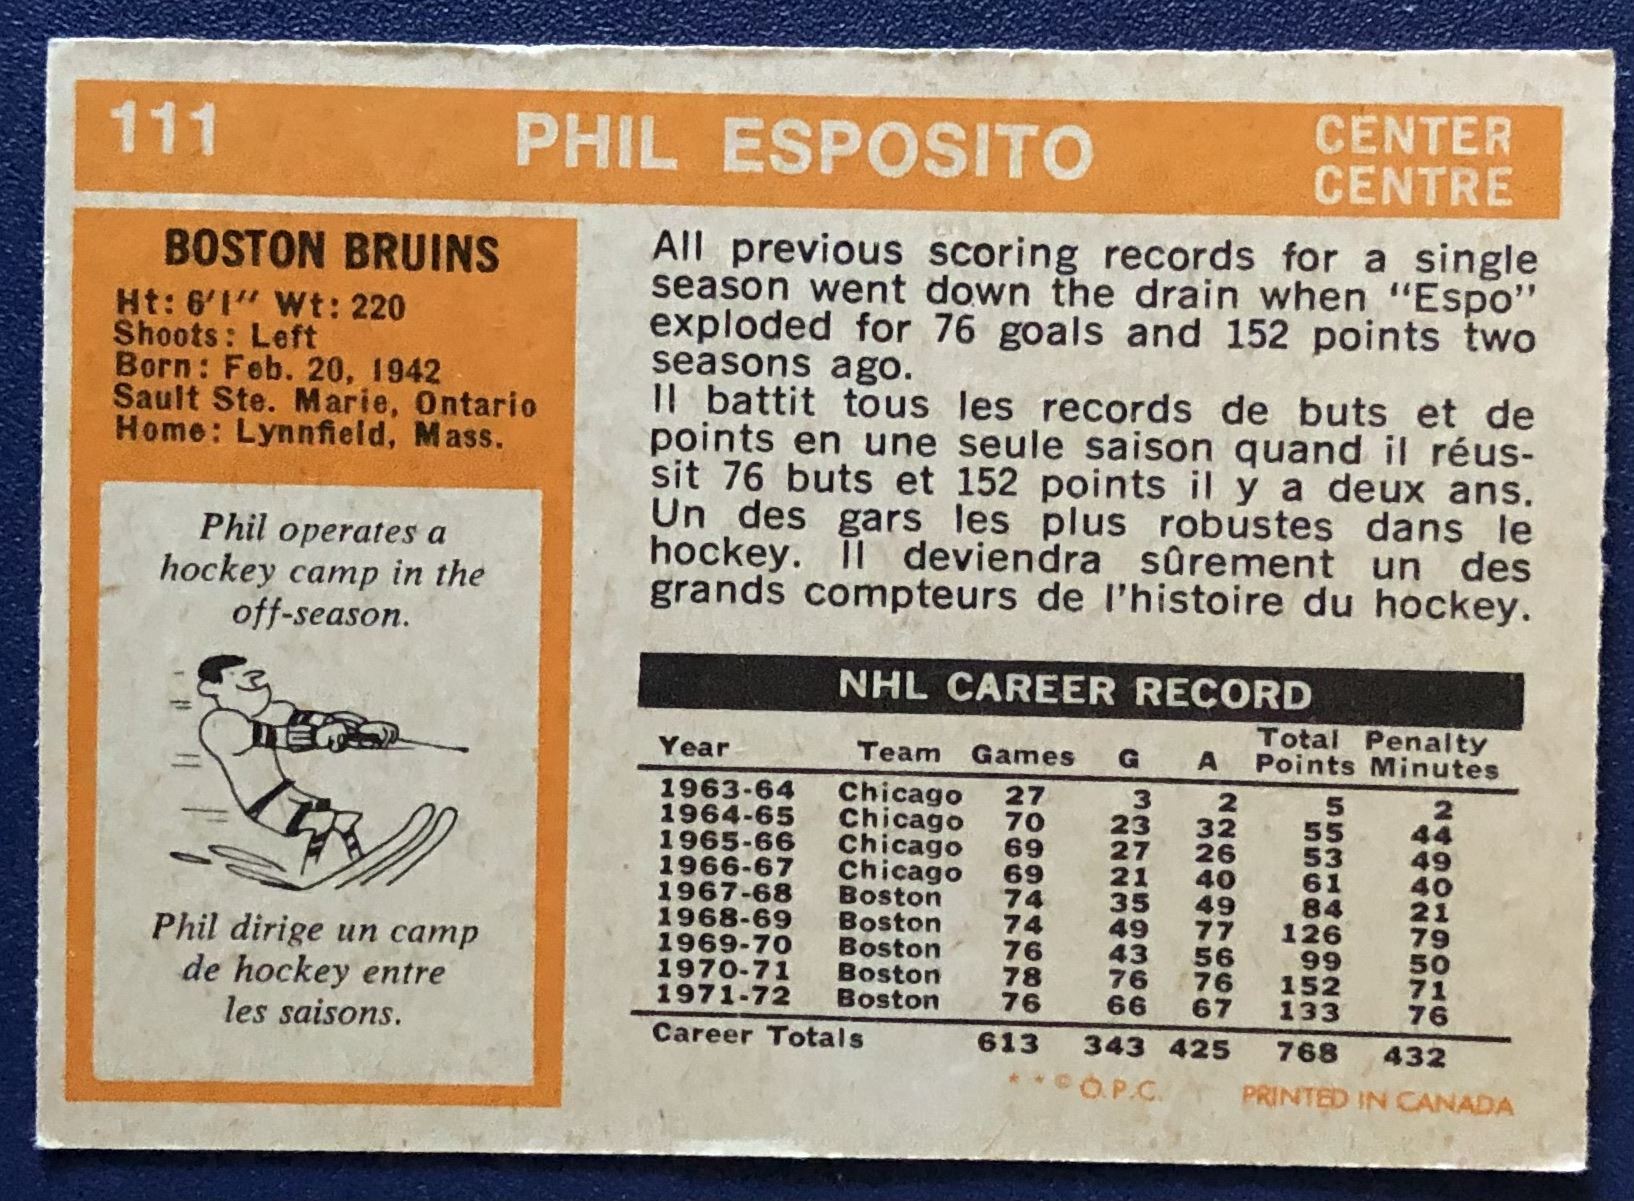 111 PHIL ESPOSITO CENTER
CENTRE
BOSTON BRUINS
Ht: 6'1" Wt: 220
Shoots: Left
Born: Feb. 20, 1942
Sault Ste. Marie, Ontario
Home: Lynnfield, Mass.
Phil operates a
hockey camp in the
off-season.
Phil dirige un camp
de hockey entre
les saisons.
All previous scoring records for a single
season went down the drain when "Espo"
exploded for 76 goals and 152 points two
seasons ago.
Il battit tous les records de buts et de
points en une seule saison quand il réus-
sit 76 buts et 152 points il y a deux ans.
Un des gars les plus robustes dans le
hockey. Il deviendra sûrement un des
grands compteurs de l'histoire du hockey.
NHL CAREER RECORD
Year Team Games G A Total Points Penalty Minutes
1963-64 Chicago 27 3 2 5 2
1964-65 Chicago 70 23 32 55 44
1965-66 Chicago 69 27 26 53 49
1966-67 Chicago 69 21 40 61 40
1967-68 Boston 74 35 49 84 21
1968-69 Boston 74 49 77 126 79
1969-70 Boston 76 43 56 99 50
1970-71 Boston 78 76 76 152 71
1971-72 Boston 76 66 67 133 76
Career Totals 613 343 425 768 432
* * © O.P.C. PRINTED IN CANADA